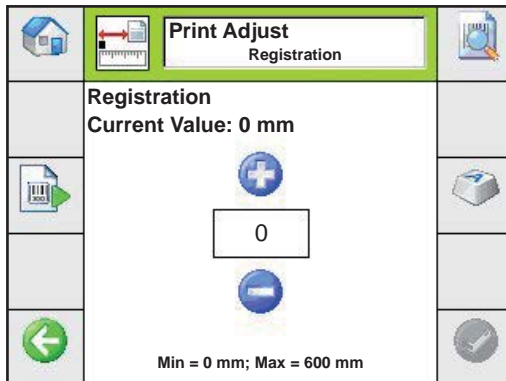 Print Adjust
Registration
Registration
Current Value: 0 mm
0
Min = 0 mm; Max = 600 mm